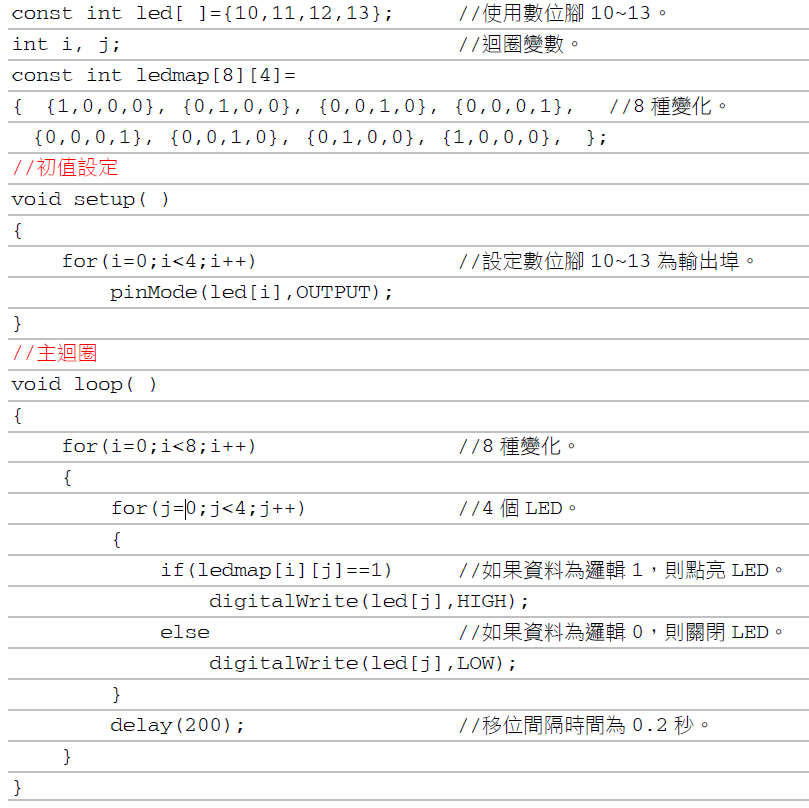 const int led[ ]={10,11,12,13}; //使用數位腳 10~13。
int i, j; //迴圈變數。
const int ledmap[8][4]=
{ {1,0,0,0}, {0,1,0,0}, {0,0,1,0}, {0,0,0,1}, //8 種變化。
{0,0,0,1}, {0,0,1,0}, {0,1,0,0}, {1,0,0,0}, };
//初值設定
void setup( )
{
for(i=0;i<4;i++) //設定數位腳 10~13 為輸出埠。
pinMode(led[i],OUTPUT);
}
//主迴圈
void loop( )
{
for(i=0;i<8;i++) //8 種變化。
{
for(j=0;j<4;j++) //4 個 LED。
{
if(ledmap[i][j]==1) //如果資料為邏輯 1，則點亮 LED。
digitalWrite(led[j],HIGH);
else //如果資料為邏輯 0，則關閉 LED。
digitalWrite(led[j],LOW);
}
delay(200); //移位間隔時間為 0.2 秒。
}
}